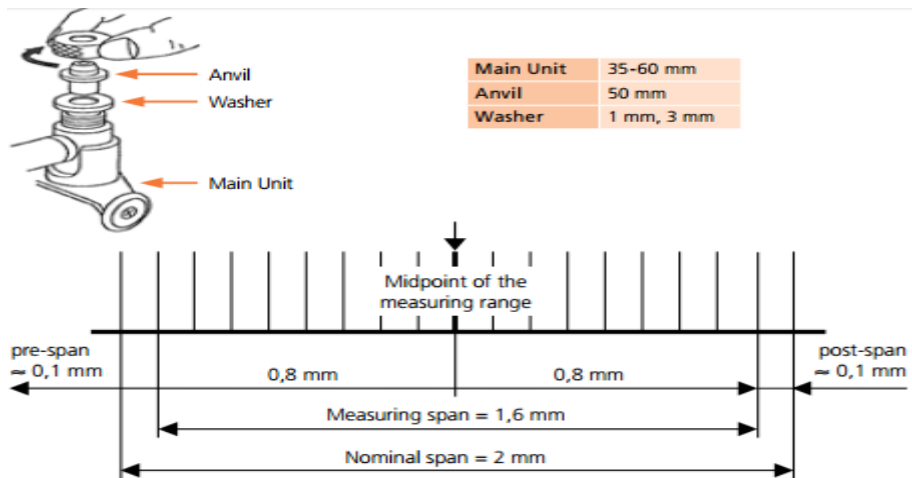 Anvil
Washer
Main Unit
Main Unit 35-60 mm
Anvil 50 mm
Washer 1 mm, 3 mm
Midpoint of the
measuring range
pre-span
≈ 0,1 mm
0,8 mm
0,8 mm
post-span
≈ 0,1 mm
Measuring span = 1,6 mm
Nominal span = 2 mm